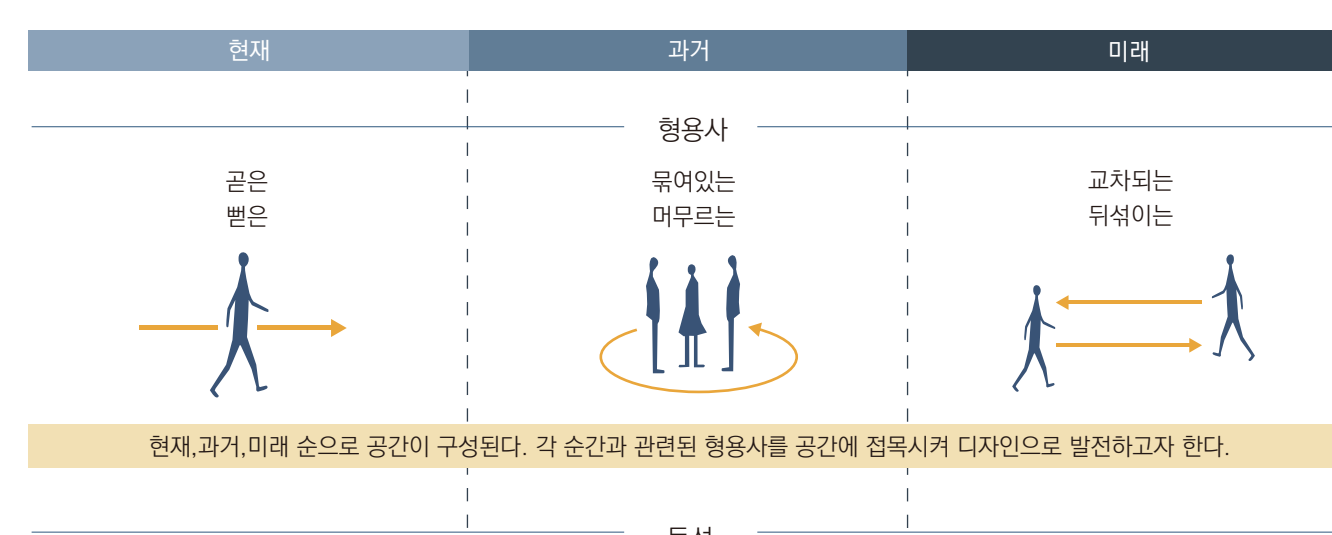 현재
과거
미래
형용사
곧은
뻗은
묶여있는
머무르는
교차되는
뒤섞이는
현재,과거,미래 순으로 공간이 구성된다. 각 순간과 관련된 형용사를 공간에 접목시켜 디자인으로 발전하고자 한다.